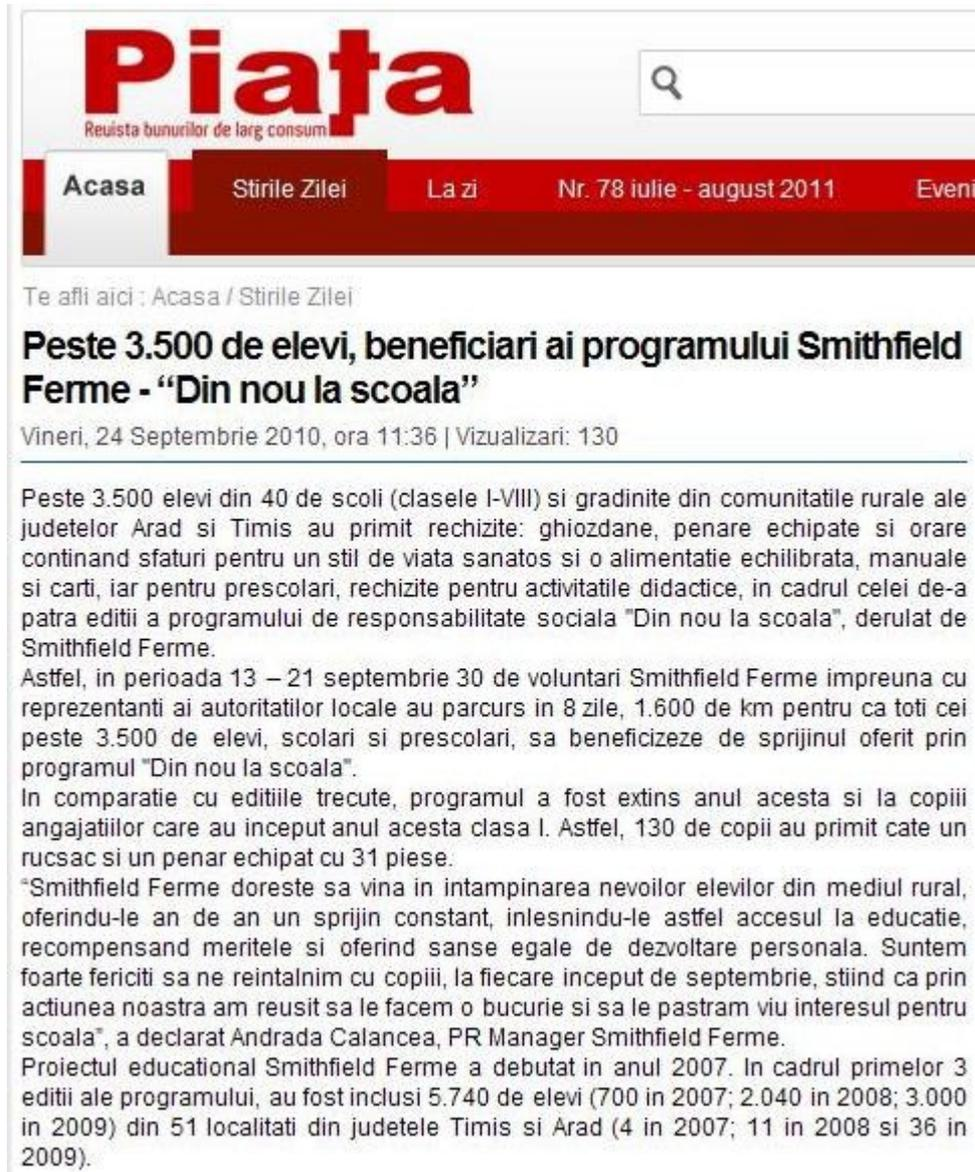 Piaţa
Revista bunurilor de larg consum
Acasa Stirile Zilei La zi Nr. 78 iulie - august 2011 Eveni
Te afli aici : Acasa / Stirile Zilei
Peste 3.500 de elevi, beneficiari ai programului Smithfield
Ferme - “Din nou la scoala”
Vineri, 24 Septembrie 2010, ora 11:36 | Vizualizari: 130
Peste 3.500 elevi din 40 de scoli (clasele I-VIII) si gradinite din comunitatile rurale ale
judetelor Arad si Timis au primit rechizite: ghiozdane, penare echipate si orare
continand sfaturi pentru un stil de viata sanatos si o alimentatie echilibrata, manuale
si carti, iar pentru prescolari, rechizite pentru activitatile didactice, in cadrul celei de-a
patra editii a programului de responsabilitate sociala "Din nou la scoala", derulat de
Smithfield Ferme.
Astfel, in perioada 13 – 21 septembrie 30 de voluntari Smithfield Ferme impreuna cu
reprezentanti ai autoritatilor locale au parcurs in 8 zile, 1.600 de km pentru ca toti cei
peste 3.500 de elevi, scolari si prescolari, sa beneficizeze de sprijinul oferit prin
programul "Din nou la scoala".
In comparatie cu editiile trecute, programul a fost extins anul acesta si la copiii
angajatiilor care au inceput anul acesta clasa I. Astfel, 130 de copii au primit cate un
rucsac si un penar echipat cu 31 piese.
“Smithfield Ferme doreste sa vina in intampinarea nevoilor elevilor din mediul rural,
oferindu-le an de an un sprijin constant, inlesnindu-le astfel accesul la educatie,
recompensand meritele si oferind sanse egale de dezvoltare personala. Suntem
foarte fericiti sa ne reintalnim cu copiii, la fiecare inceput de septembrie, stiind ca prin
actiunea noastra am reusit sa le facem o bucurie si sa le pastram viu interesul pentru
scoala”, a declarat Andrada Calancea, PR Manager Smithfield Ferme.
Proiectul educational Smithfield Ferme a debutat in anul 2007. In cadrul primelor 3
editii ale programului, au fost inclusi 5.740 de elevi (700 in 2007; 2.040 in 2008; 3.000
in 2009) din 51 localitati din judetele Timis si Arad (4 in 2007; 11 in 2008 si 36 in
2009).